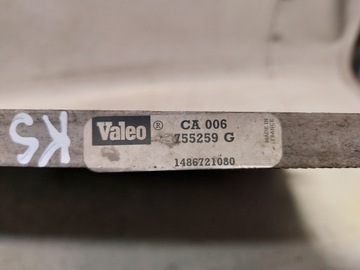 Valeo ® CA 006
755259 G
1486721080
MADE IN
FRANCE
K5